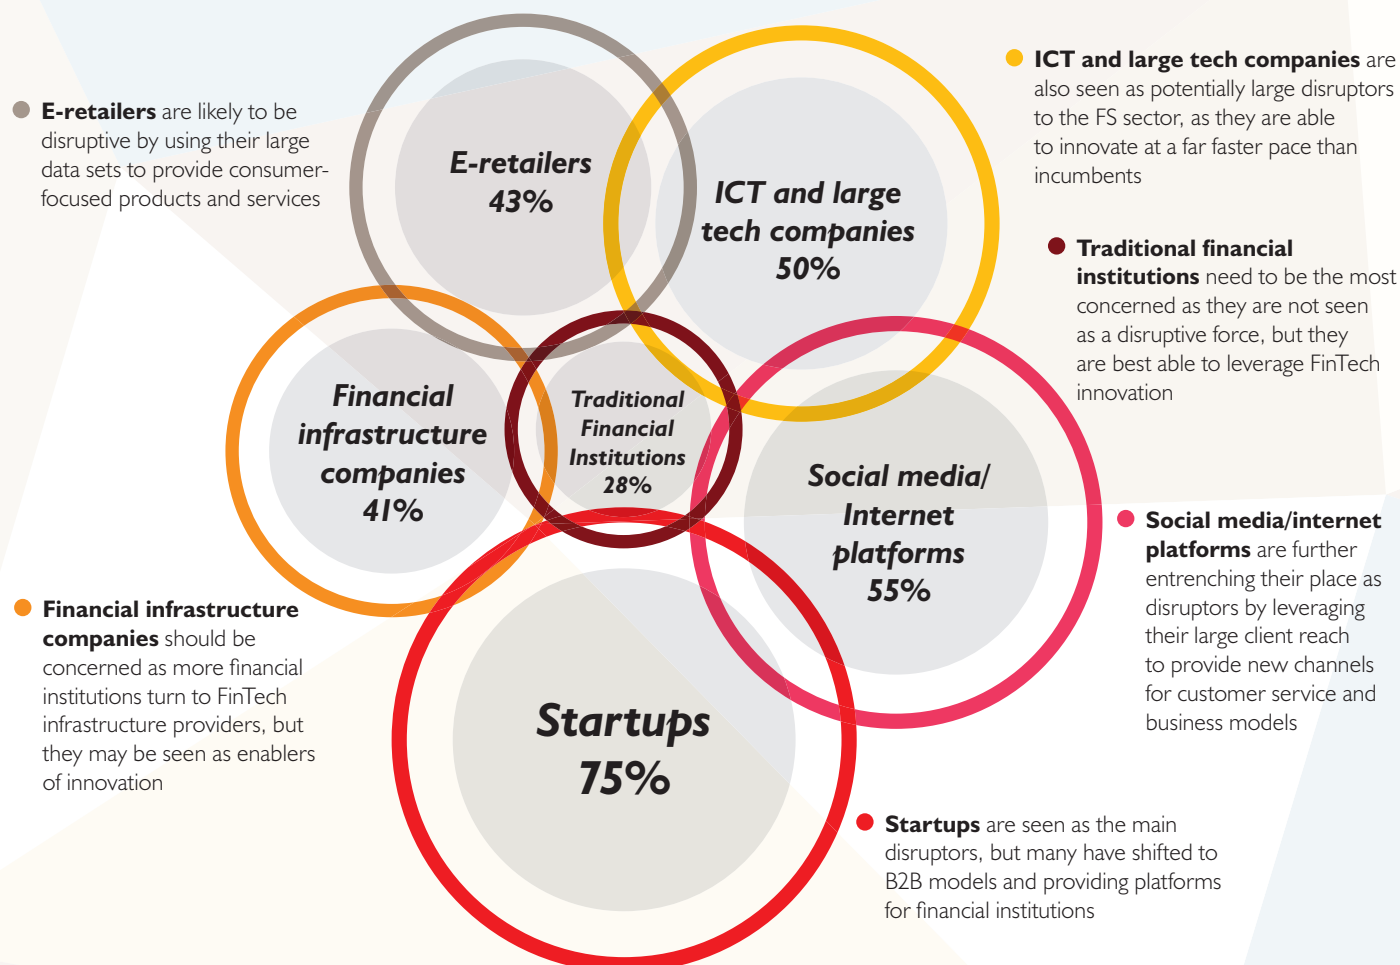 E-retailers are likely to be
disruptive by using their large
data sets to provide consumer-
focused products and services
E-retailers
43%
ICT and large
tech companies
50%
ICT and large tech companies are
also seen as potentially large disruptors
to the FS sector, as they are able
to innovate at a far faster pace than
incumbents
Traditional financial
institutions need to be the most
concerned as they are not seen
as a disruptive force, but they
are best able to leverage FinTech
innovation
Financial
infrastructure
companies
41%
Traditional
Financial
Institutions
28%
Social media/
Internet
platforms
55%
Social media/internet
platforms are further
entrenching their place as
disruptors by leveraging
their large client reach
to provide new channels
for customer service and
business models
Financial infrastructure
companies should be
concerned as more financial
institutions turn to FinTech
infrastructure providers, but
they may be seen as enablers
of innovation
Startups
75%
Startups are seen as the main
disruptors, but many have shifted to
B2B models and providing platforms
for financial institutions